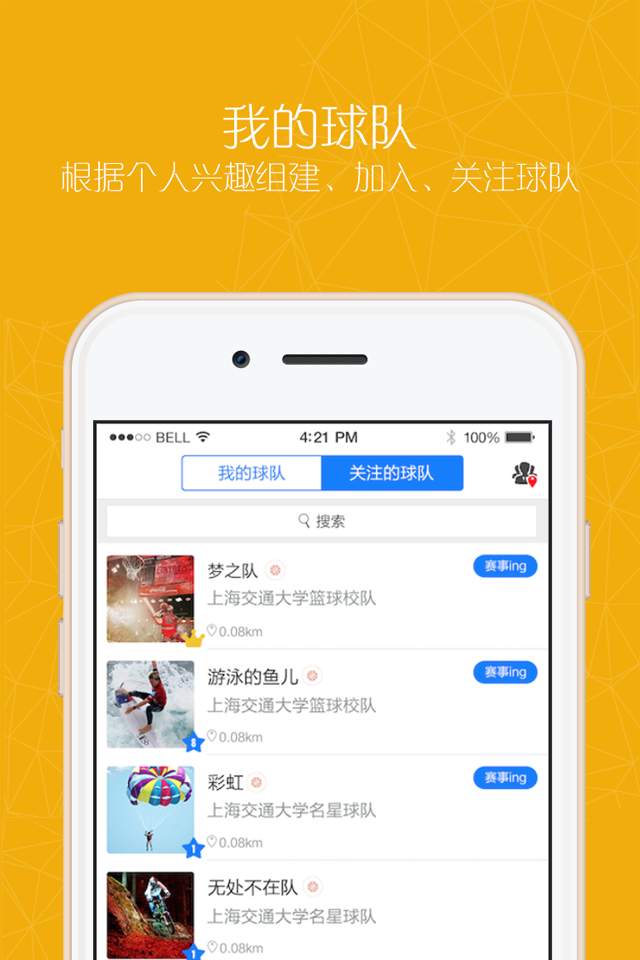 我的球队
根据个人兴趣组建、加入、关注球队
BELL 4:21 PM 100%
我的球队 关注的球队
搜索
梦之队 赛事ing
上海交通大学篮球校队
0.08km
游泳的鱼儿 赛事ing
上海交通大学篮球校队
8 0.08km
彩虹 赛事ing
上海交通大学名星球队
1 0.08km
无处不在队
上海交通大学名星球队
1 0.08km